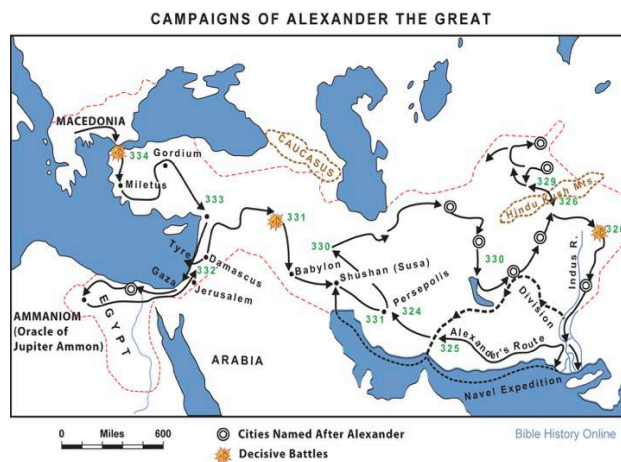 CAMPAIGNS OF ALEXANDER THE GREAT
MACEDONIA
334
Gordium
Miletus
CAUCASUS
333
331
Tyre
Damascus
332
Gaza
Jerusalem
EGYPT
AMMANIOM
(Oracle of
Jupiter Ammon)
ARABIA
Babylon
330
Shushan (Susa)
Persepolis
331
324
325
329
326
Hindu Kush Mts.
330
326
Indus R.
Division
Alexander's Route
Navel Expedition
0 Miles 600
Cities Named After Alexander
Decisive Battles
Bible History Online